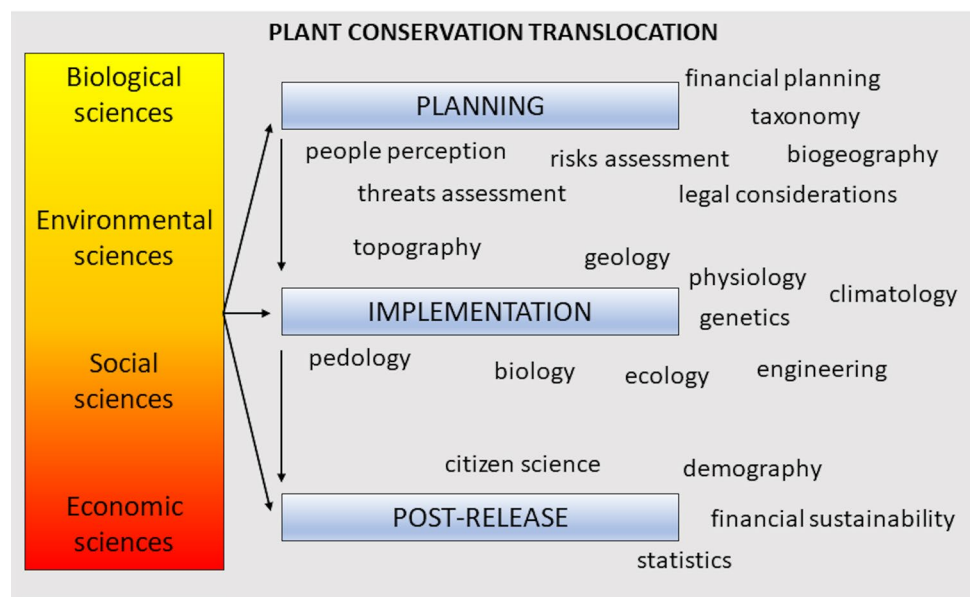 PLANT CONSERVATION TRANSLOCATION
Biological
sciences
Environmental
sciences
Social
sciences
Economic
sciences
PLANNING
financial planning
taxonomy
people perception
risks assessment
biogeography
threats assessment
legal considerations
topography
geology
physiology
climatology
IMPLEMENTATION
genetics
pedology
biology
ecology
engineering
citizen science
demography
POST-RELEASE
financial sustainability
statistics